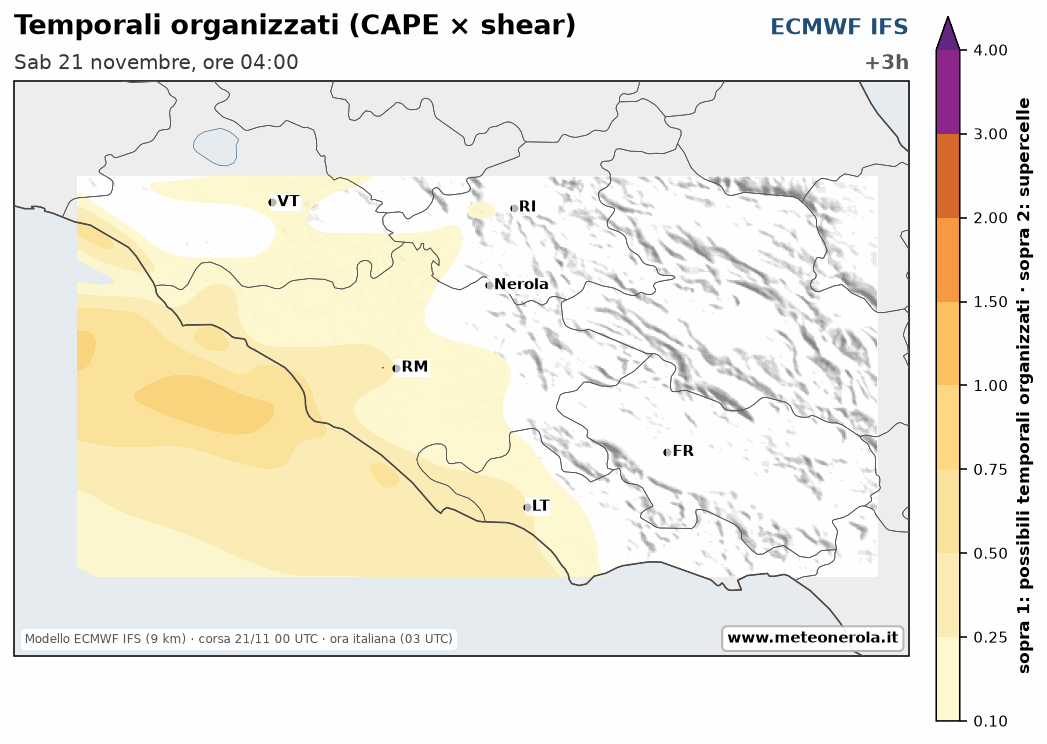 Temporali organizzati (CAPE × shear)
ECMWF IFS
Sab 21 novembre, ore 04:00
+3h
VT
RI
Nerola
RM
FR
LT
Modello ECMWF IFS (9 km) · corsa 21/11 00 UTC · ora italiana (03 UTC)
www.meteonerola.it
4.00
3.00
2.00
1.50
1.00
0.75
0.50
0.25
0.10
sopra 1: possibili temporali organizzati · sopra 2: supercelle